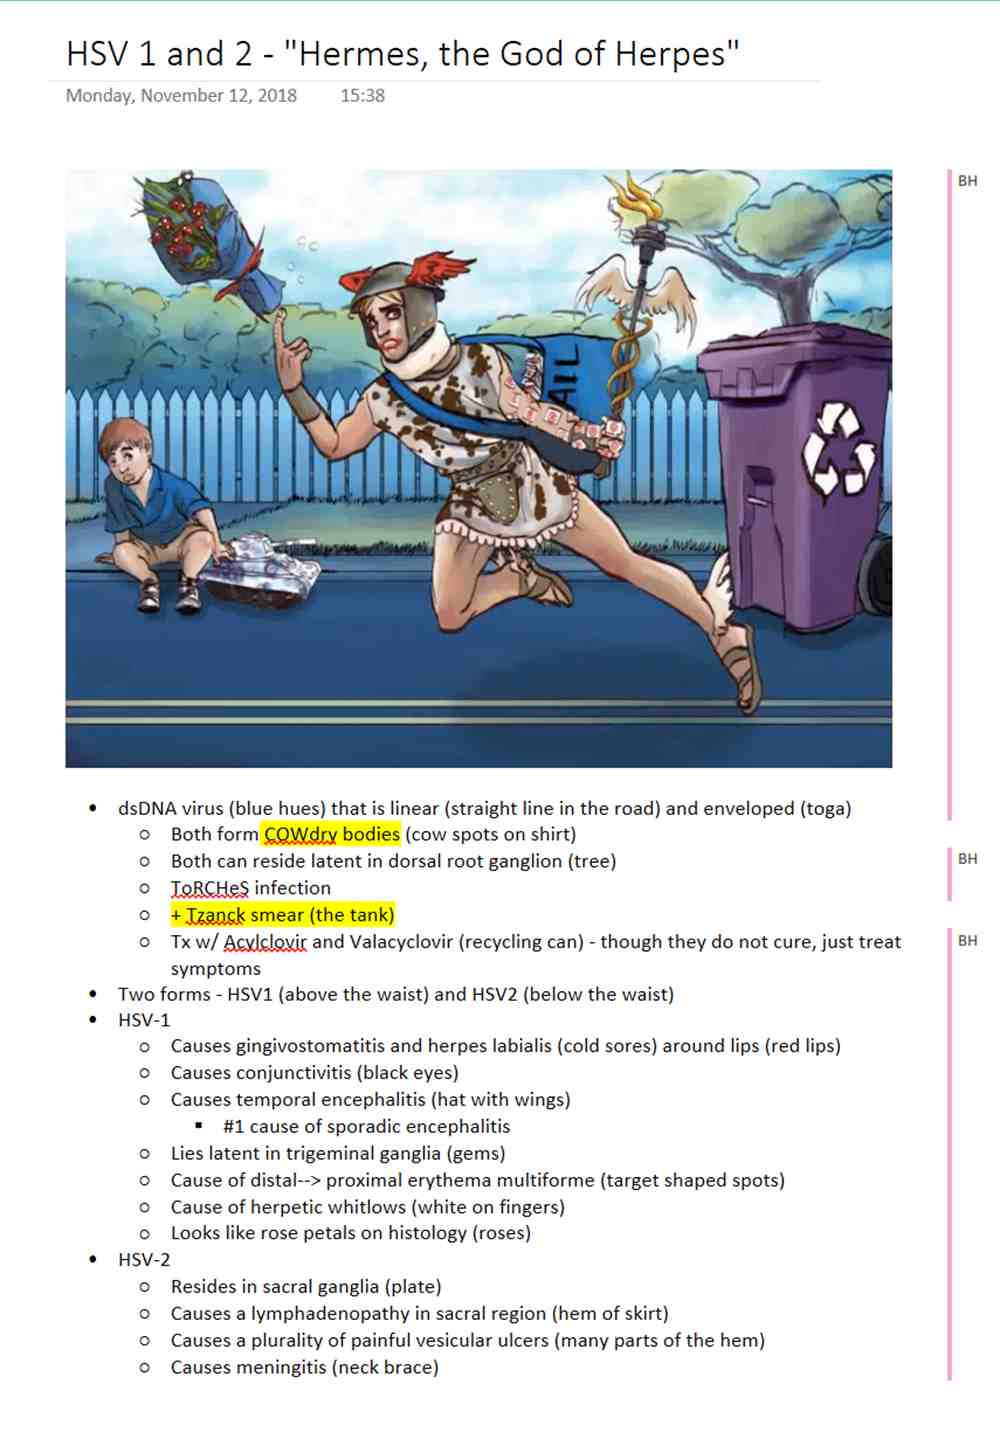 HSV 1 and 2 - "Hermes, the God of Herpes"
Monday, November 12, 2018 15:38
BH
AIL
• dsDNA virus (blue hues) that is linear (straight line in the road) and enveloped (toga)
○ Both form COWdry bodies (cow spots on shirt)
○ Both can reside latent in dorsal root ganglion (tree)
BH
○ ToRCHeS infection
○ + Tzanck smear (the tank)
○ Tx w/ Acylclovir and Valacyclovir (recycling can) - though they do not cure, just treat
BH
symptoms
• Two forms - HSV1 (above the waist) and HSV2 (below the waist)
• HSV-1
○ Causes gingivostomatitis and herpes labialis (cold sores) around lips (red lips)
○ Causes conjunctivitis (black eyes)
○ Causes temporal encephalitis (hat with wings)
▪ #1 cause of sporadic encephalitis
○ Lies latent in trigeminal ganglia (gems)
○ Cause of distal--> proximal erythema multiforme (target shaped spots)
○ Cause of herpetic whitlows (white on fingers)
○ Looks like rose petals on histology (roses)
• HSV-2
○ Resides in sacral ganglia (plate)
○ Causes a lymphadenopathy in sacral region (hem of skirt)
○ Causes a plurality of painful vesicular ulcers (many parts of the hem)
○ Causes meningitis (neck brace)